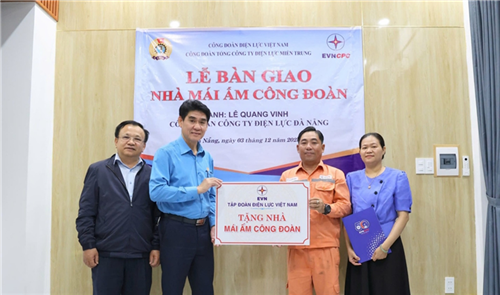 CÔNG ĐOÀN ĐIỆN LỰC VIỆT NAM
CÔNG ĐOÀN TỔNG CÔNG TY ĐIỆN LỰC MIỀN TRUNG
EVNCPC
LỄ BÀN GIAO
NHÀ MÁI ẤM CÔNG ĐOÀN
ANH: LÊ QUANG VINH
CÔNG TY ĐIỆN LỰC ĐÀ NẴNG
Nẵng, ngày 02 tháng 12 năm
EVN
TẬP ĐOÀN ĐIỆN LỰC VIỆT NAM
TẶNG NHÀ
MÁI ẤM CÔNG ĐOÀN